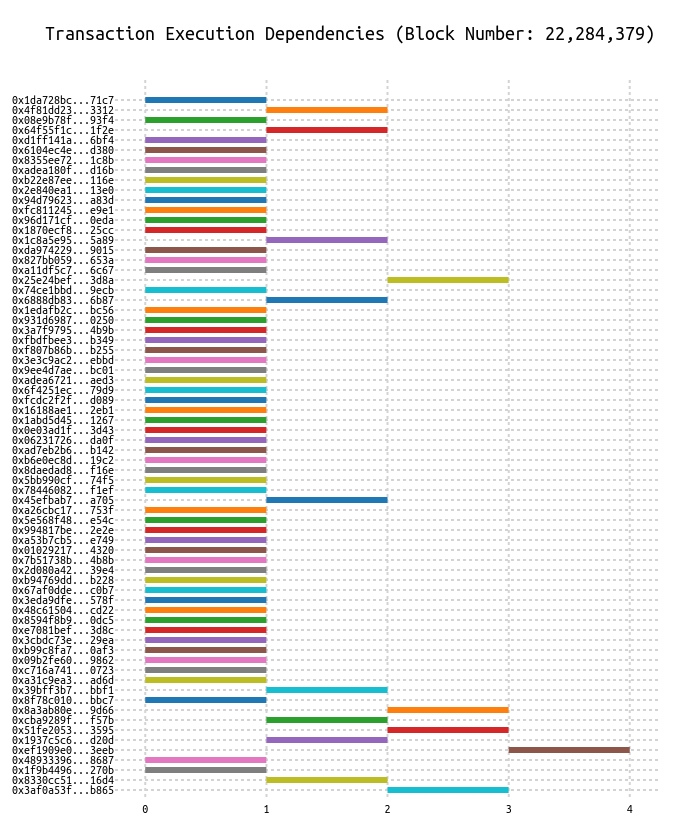 Transaction Execution Dependencies (Block Number: 22,284,379)
0x1da728bc...71c7
0x4f81dd23...3312
0x08e9b78f...93f4
0x64f55f1c...1f2e
0xd1ff141a...6bf4
0x6104ec4e...d380
0x8355ee72...1c8b
0xadea180f...d16b
0xb22e87ee...116e
0x2e840ea1...13e0
0x94d79623...a83d
0xfc811245...e9e1
0x96d171cf...0eda
0x1870ecf8...25cc
0x1c8a5e95...5a89
0xda974229...9015
0x827bb059...653a
0xa11df5c7...6c67
0x25e24bef...3d8a
0x74ce1bbd...9ecb
0x6888db83...6b87
0x1edafb2c...bc56
0x931d6987...0250
0x3a7f9795...4b9b
0xfbdfbee3...b349
0xf807b86b...b255
0x3e3c9ac2...ebbd
0x9ee4d7ae...bc01
0xadea6721...aed3
0x6f4251ec...79d9
0xfcdc2f2f...d089
0x16188ae1...2eb1
0x1abd5d45...1267
0x0e03ad1f...3d43
0x06231726...da0f
0xad7eb2b6...b142
0xb6e0ec8d...19c2
0x8daedad8...f16e
0x5bb990cf...74f5
0x78446082...f1ef
0x45efbab7...a705
0xa26cbc17...753f
0x5e568f48...e54c
0x994817be...2e2e
0xa53b7cb5...e749
0x01029217...4320
0x7b51738b...4b8b
0x2d080a42...39e4
0xb94769dd...b228
0x67af0dde...c0b7
0x3eda9dfe...578f
0x48c61504...cd22
0x8594f8b9...0dc5
0xe7081bef...3d8c
0x3cbdc73e...29ea
0xb99c8fa7...0af3
0x09b2fe60...9862
0xc716a741...0723
0xa31c9ea3...ad6d
0x39bff3b7...bbf1
0x8f78c010...bbc7
0x8a3ab80e...9d66
0xcba9289f...f57b
0x51fe2053...3595
0x1937c5c6...d20d
0xef1909e0...3eeb
0x48933396...8687
0x1f9b4496...270b
0x8330cc51...16d4
0x3af0a53f...b865
0 1 2 3 4